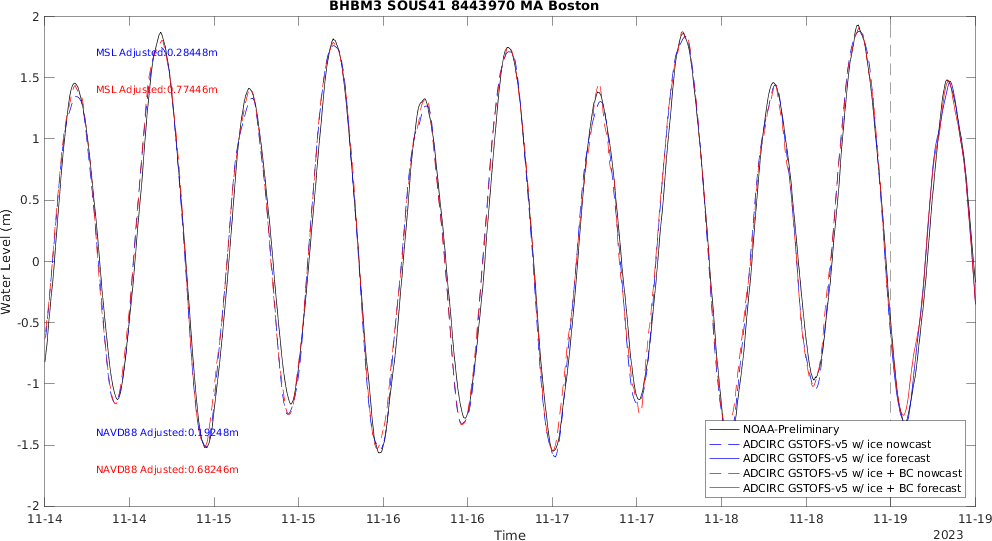 BHBM3 SOUS41 8443970 MA Boston
2
1.5
1
0.5
0
-0.5
-1
-1.5
-2
Water Level (m)
MSL Adjusted:0.28448m
MSL Adjusted:0.77446m
NAVD88 Adjusted:0.19248m
NAVD88 Adjusted:0.68246m
NOAA-Preliminary
ADCIRC GSTOFS-v5 w/ ice nowcast
ADCIRC GSTOFS-v5 w/ ice forecast
ADCIRC GSTOFS-v5 w/ ice + BC nowcast
ADCIRC GSTOFS-v5 w/ ice + BC forecast
11-14 11-14 11-15 11-15 11-16 11-16 11-17 11-17 11-18 11-18 11-19 11-19
Time
2023